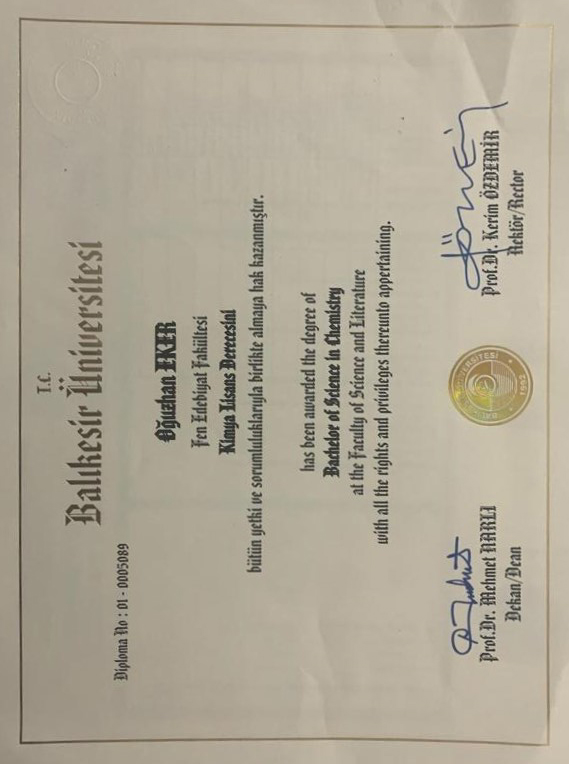 T.C.
Balıkesir Üniversitesi
Diploma No : 01 - 0005089
Oğuzhan EKER
Fen Edebiyat Fakültesi
Kimya Lisans Derecesini
bütün yetki ve sorumluluklarıyla birlikte almaya hak kazanmıştır.
has been awarded the degree of
Bachelor of Science in Chemistry
at the Faculty of Science and Literature
with all the rights and privileges thereunto appertaining.
Prof.Dr. Mehmet NARLI
Dekan/Dean
1992
Prof.Dr. Kerim ÖZDEMİR
Rektör/Rector